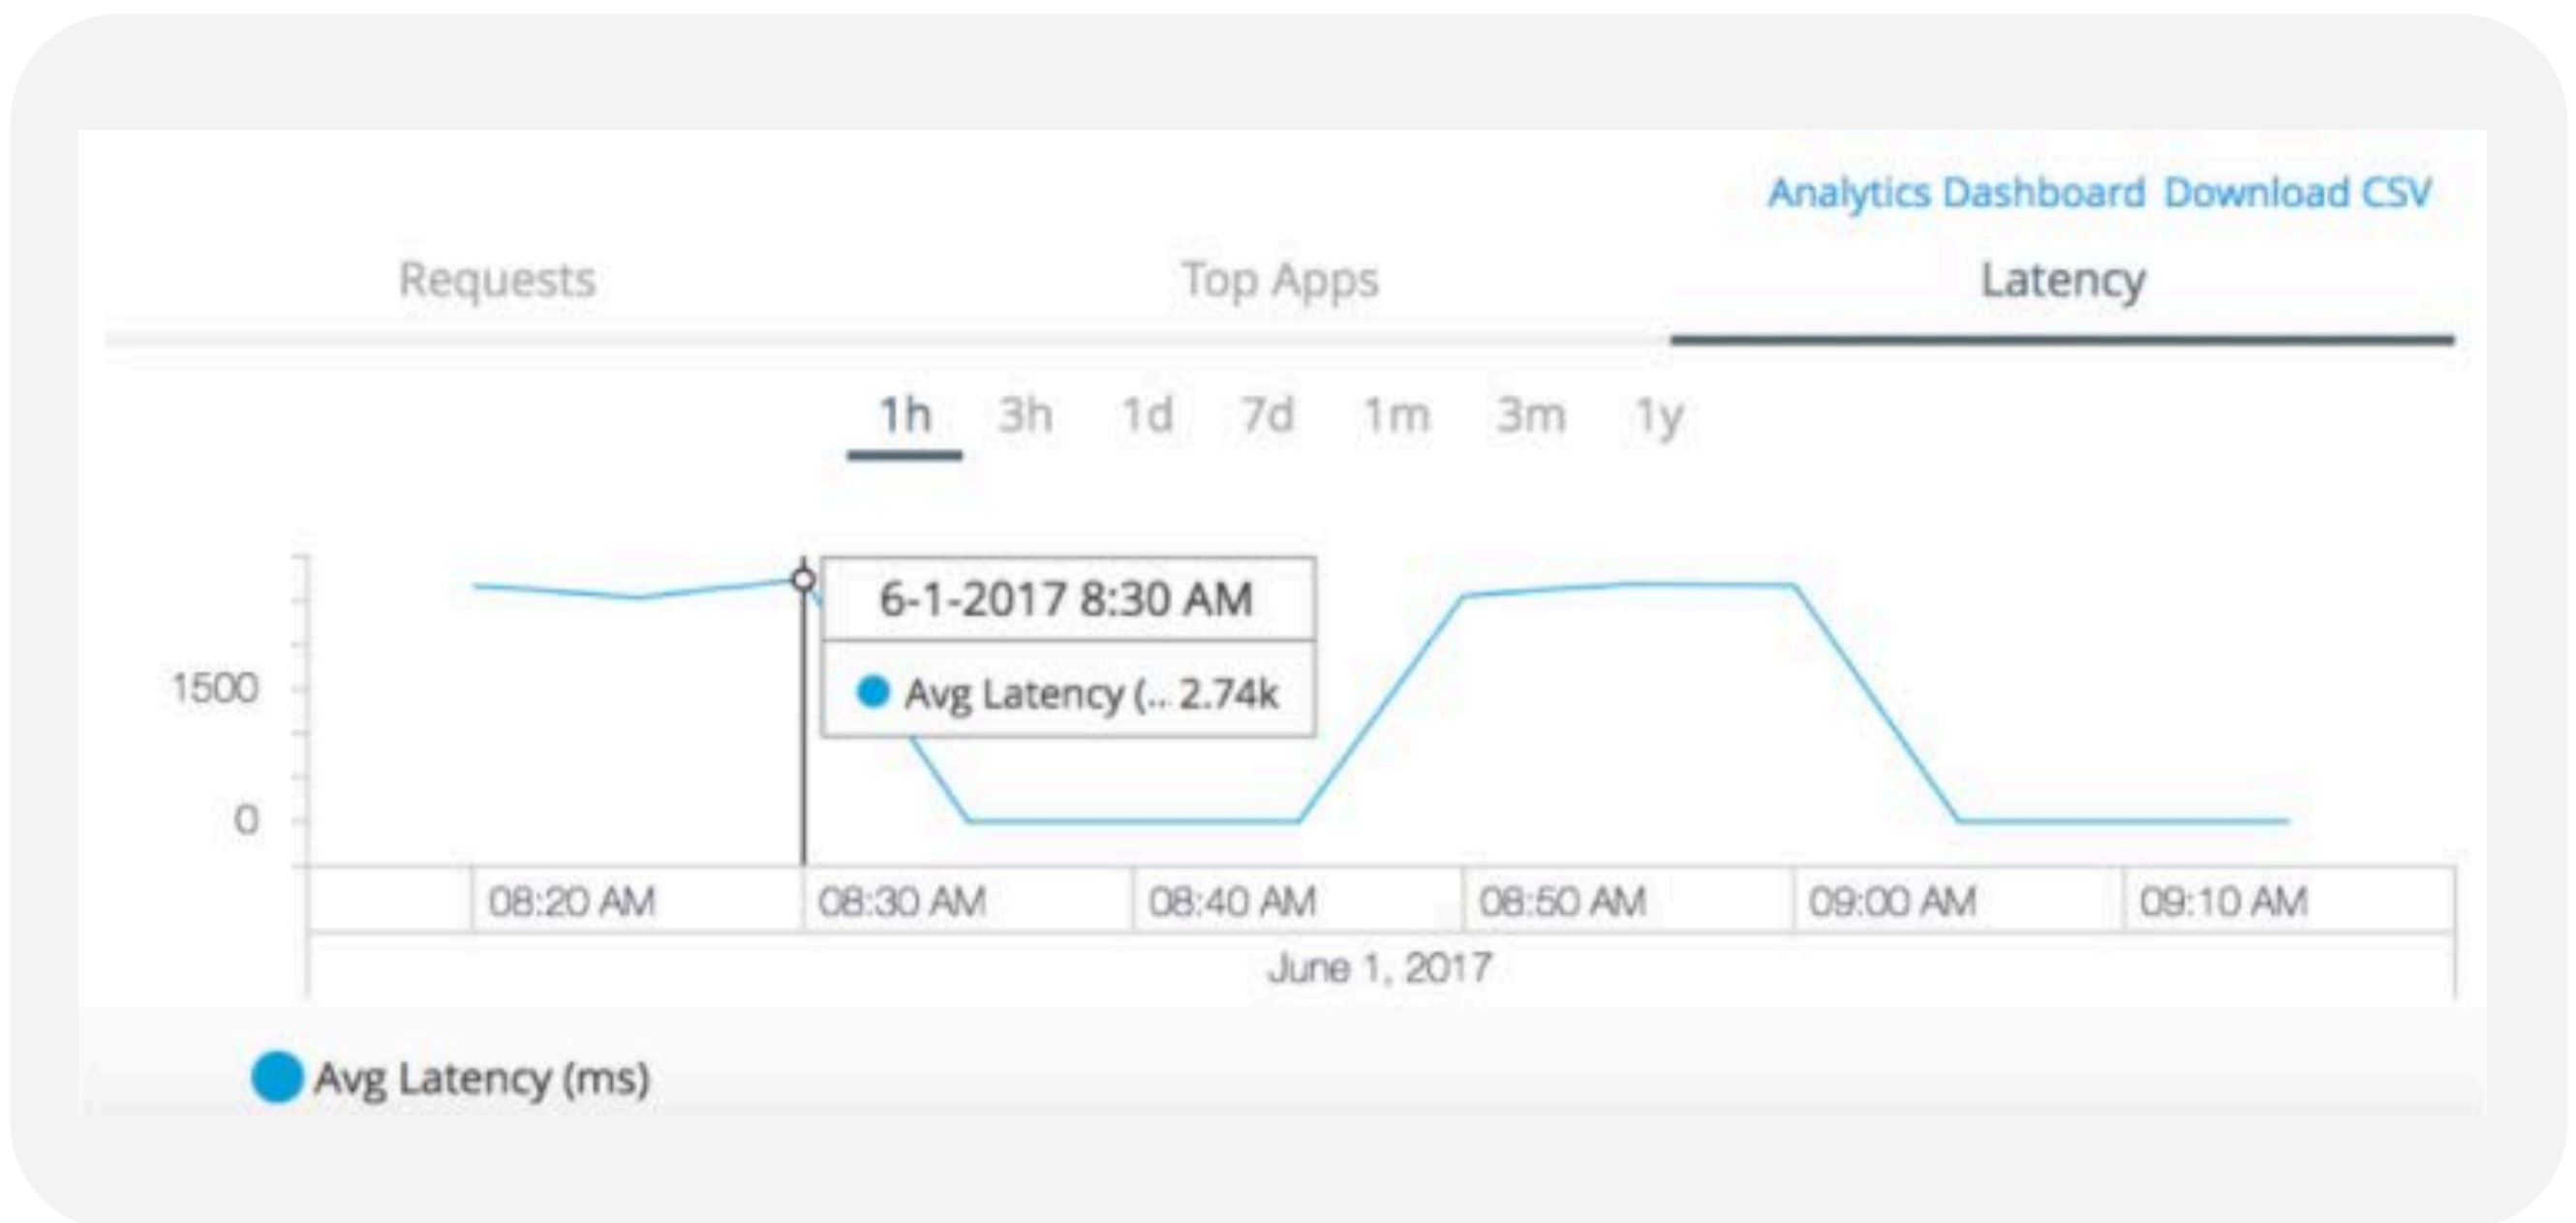 Analytics Dashboard Download CSV
Requests Top Apps Latency
1h 3h 1d 7d 1m 3m 1y
6-1-2017 8:30 AM
Avg Latency (.. 2.74k
1500
0
08:20 AM 08:30 AM 08:40 AM 08:50 AM 09:00 AM 09:10 AM
June 1, 2017
Avg Latency (ms)